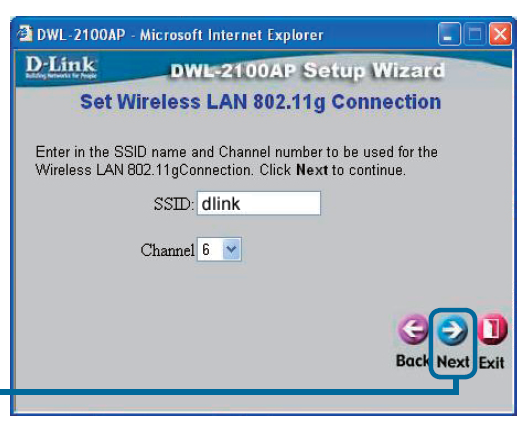 DWL-2100AP - Microsoft Internet Explorer
D-Link
Building Networks for People
DWL-2100AP Setup Wizard
Set Wireless LAN 802.11g Connection
Enter in the SSID name and Channel number to be used for the
Wireless LAN 802.11gConnection. Click Next to continue.
SSID: dlink
Channel 6
Back Next Exit